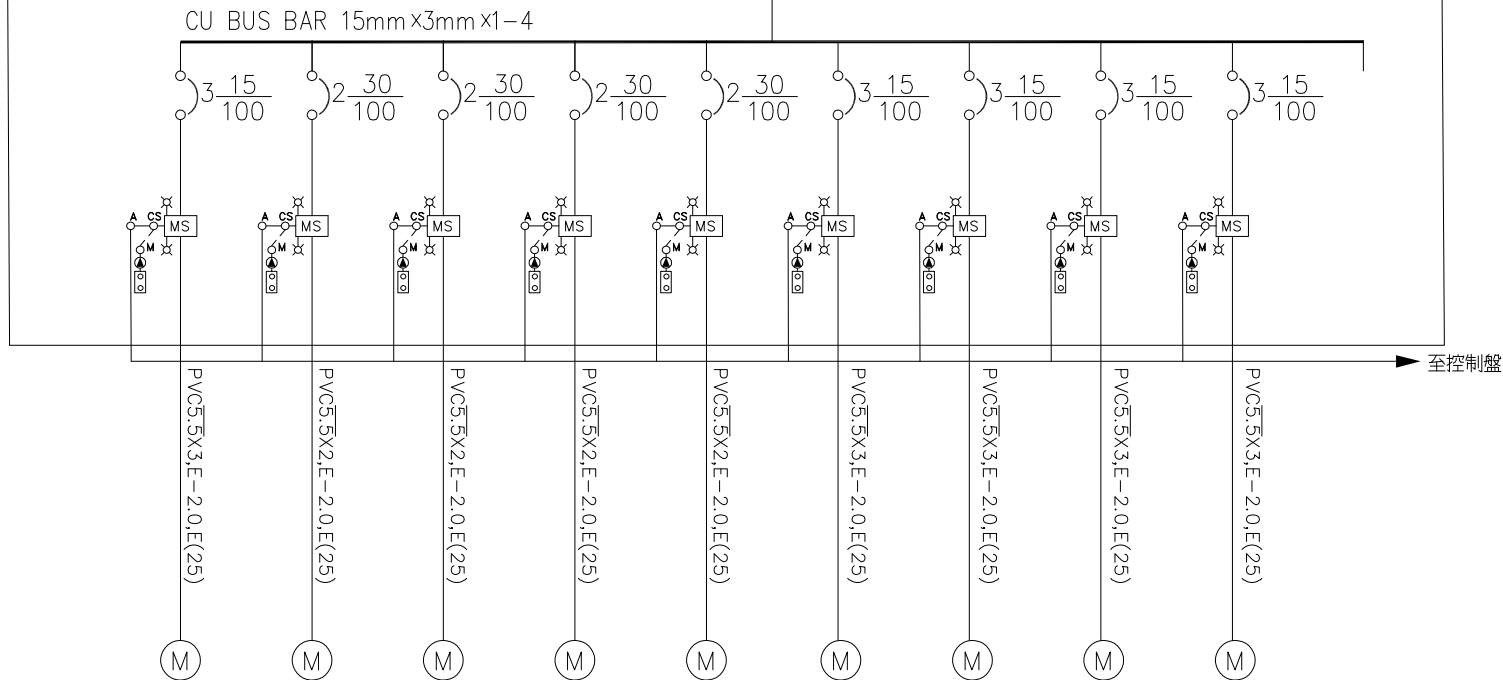 CU BUS BAR 15mm×3mm×1-4
3 15/100
2 30/100
2 30/100
2 30/100
2 30/100
3 15/100
3 15/100
3 15/100
3 15/100
A CS MS M
A CS MS M
A CS MS M
A CS MS M
A CS MS M
A CS MS M
A CS MS M
A CS MS M
A CS MS M
至控制盤
PVC5.5X3,E-2.0,E(25)
PVC5.5X2,E-2.0,E(25)
PVC5.5X2,E-2.0,E(25)
PVC5.5X2,E-2.0,E(25)
PVC5.5X2,E-2.0,E(25)
PVC5.5X3,E-2.0,E(25)
PVC5.5X3,E-2.0,E(25)
PVC5.5X3,E-2.0,E(25)
PVC5.5X3,E-2.0,E(25)
M M M M M M M M M